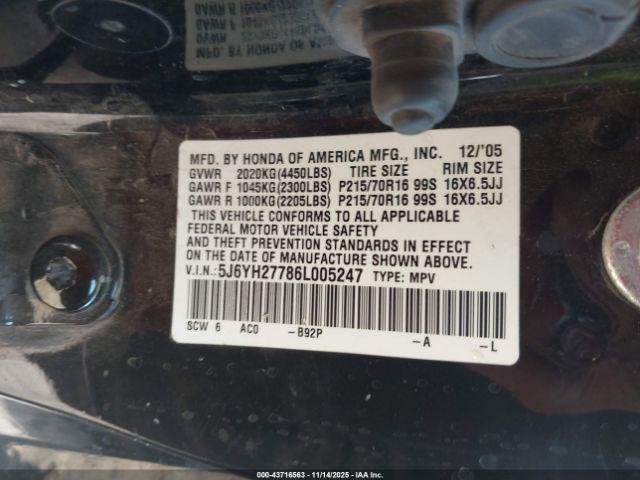 MFD. BY HONDA OF AMERICA MFG., INC. 12/'05
GVWR 2020KG(4450LBS) TIRE SIZE RIM SIZE
GAWR F 1045KG(2300LBS) P215/70R16 99S 16X6.5JJ
GAWR R 1000KG(2205LBS) P215/70R16 99S 16X6.5JJ
THIS VEHICLE CONFORMS TO ALL APPLICABLE
FEDERAL MOTOR VEHICLE SAFETY
AND THEFT PREVENTION STANDARDS IN EFFECT
ON THE DATE OF MANUFACTURE SHOWN ABOVE.
V.I.N.: 5J6YH27786L005247 TYPE: MPV
SCW 6 AC0 -B92P -A -L
000-43716563 - 11/14/2025 - © IAAI, Inc.